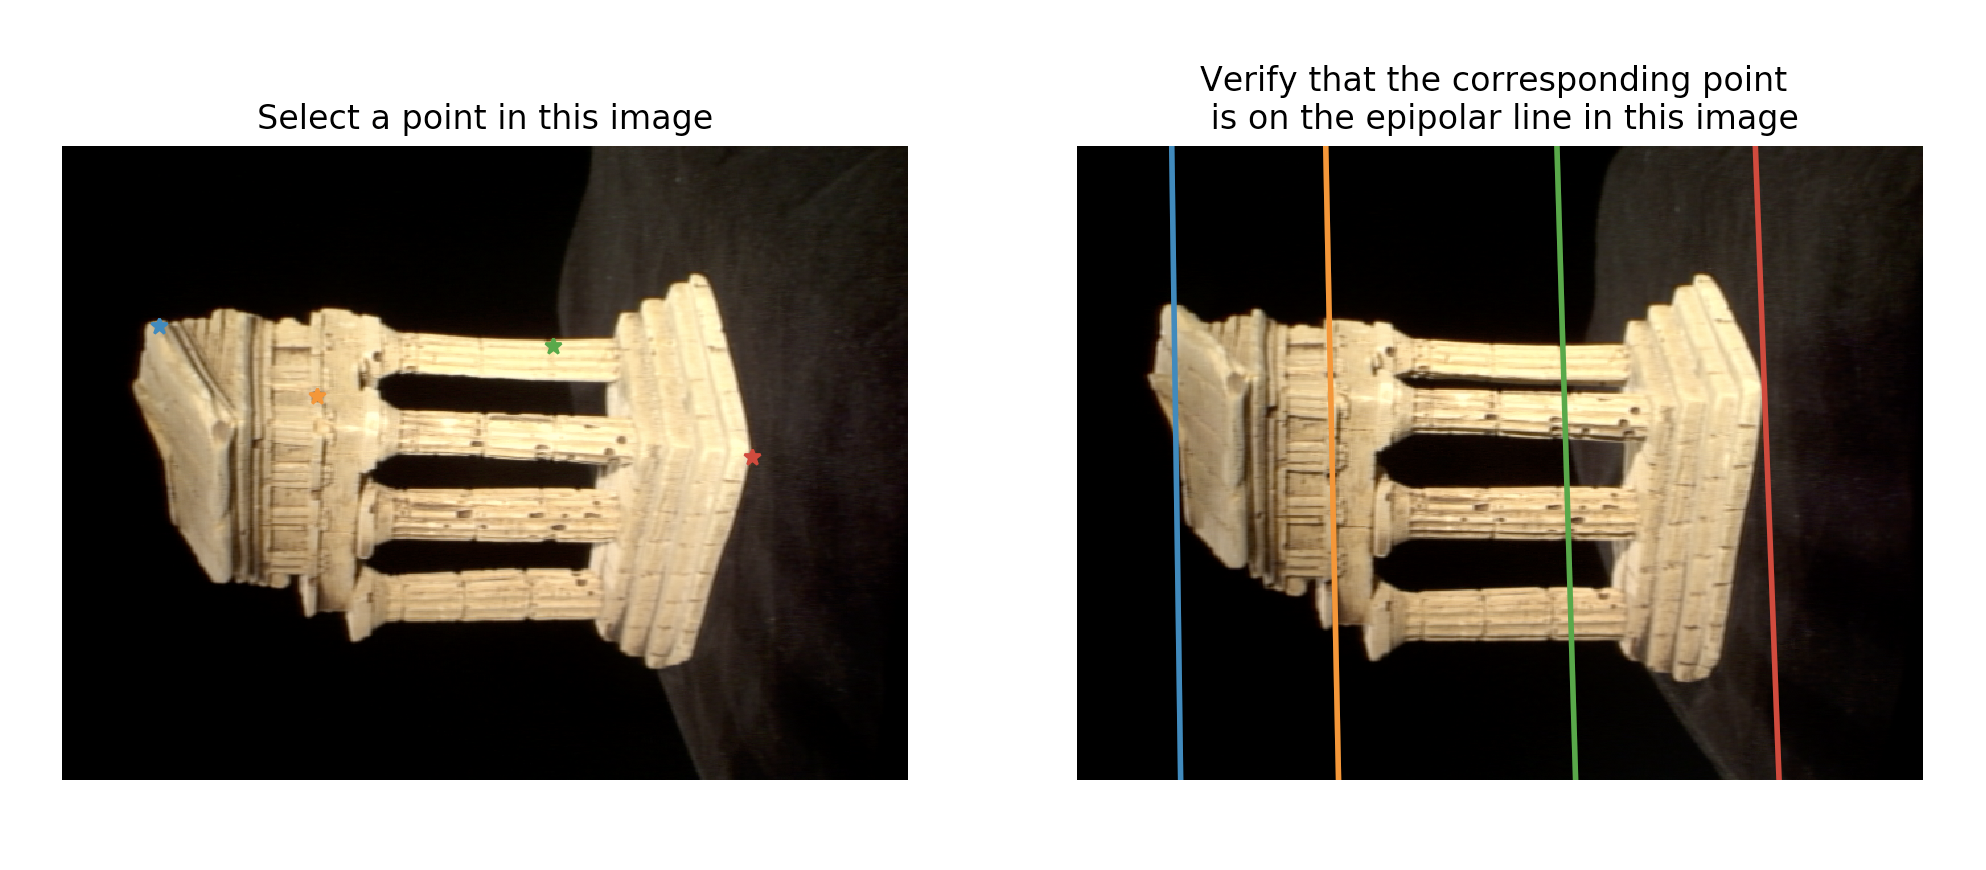 Select a point in this image
Verify that the corresponding point
is on the epipolar line in this image